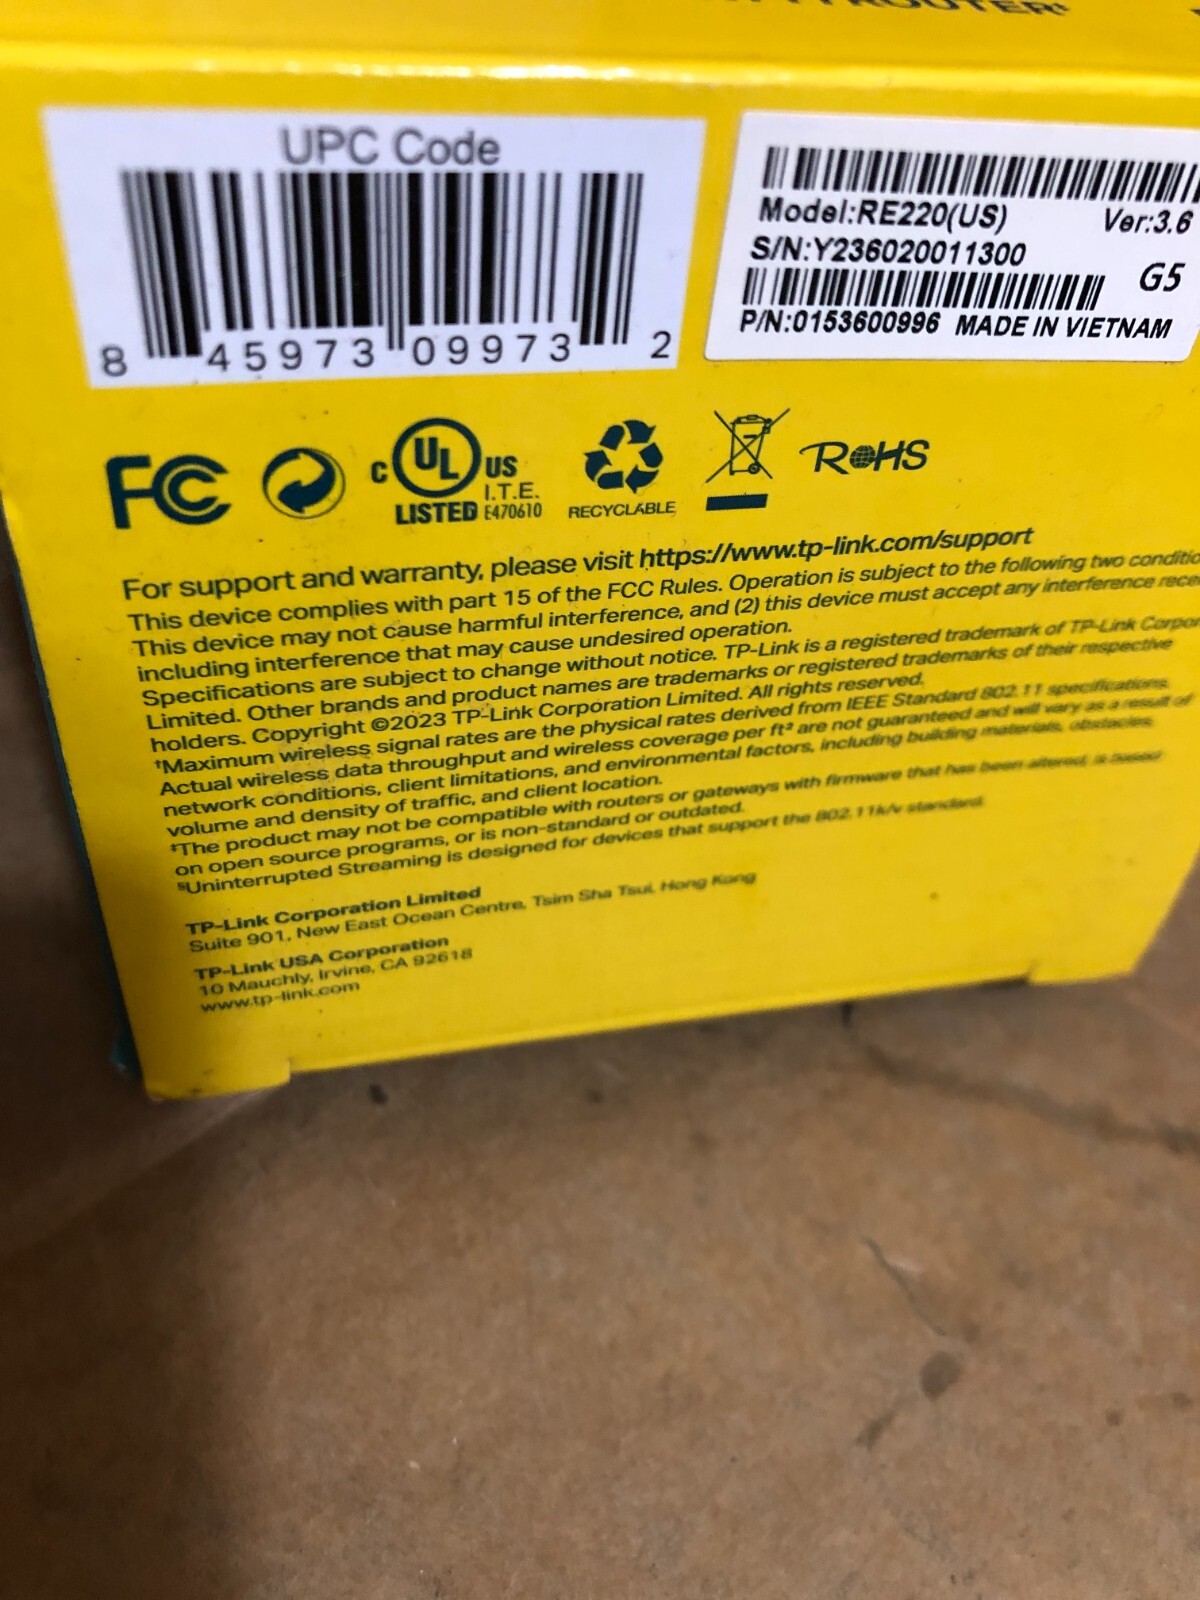 ROUTER‡
UPC Code
8 45973 09973 2
Model:RE220(US) Ver:3.6
S/N:Y236020011300
G5
P/N:0153600996 MADE IN VIETNAM
FC
C UL US
LISTED I.T.E. E470610
RECYCLABLE
RoHS
For support and warranty, please visit https://www.tp-link.com/support
This device complies with part 15 of the FCC Rules. Operation is subject to the following two
This device may not cause harmful interference, and (2) this device must accept any interference
including interference that may cause undesired operation.
Specifications are subject to change without notice. TP-Link is a registered trademark of TP-Link
Limited. Other brands and product names are trademarks or registered trademarks of their respective
holders. Copyright ©2023 TP-Link Corporation Limited. All rights reserved.
†Maximum wireless signal rates are the physical rates derived from IEEE Standard 802.11 specifications.
Actual wireless data throughput and wireless coverage per ft² are not guaranteed and will vary as a result of
network conditions, client limitations, and environmental factors, including building materials, obstacles,
volume and density of traffic, and client location.
‡The product may not be compatible with routers or gateways with firmware that has been altered, is based
on open source programs, or is non-standard or outdated.
§Uninterrupted Streaming is designed for devices that support the 802.11k/v standard.
TP-Link Corporation Limited
Suite 901, New East Ocean Centre, Tsim Sha Tsui, Hong Kong
TP-Link USA Corporation
10 Mauchly, Irvine, CA 92618
www.tp-link.com